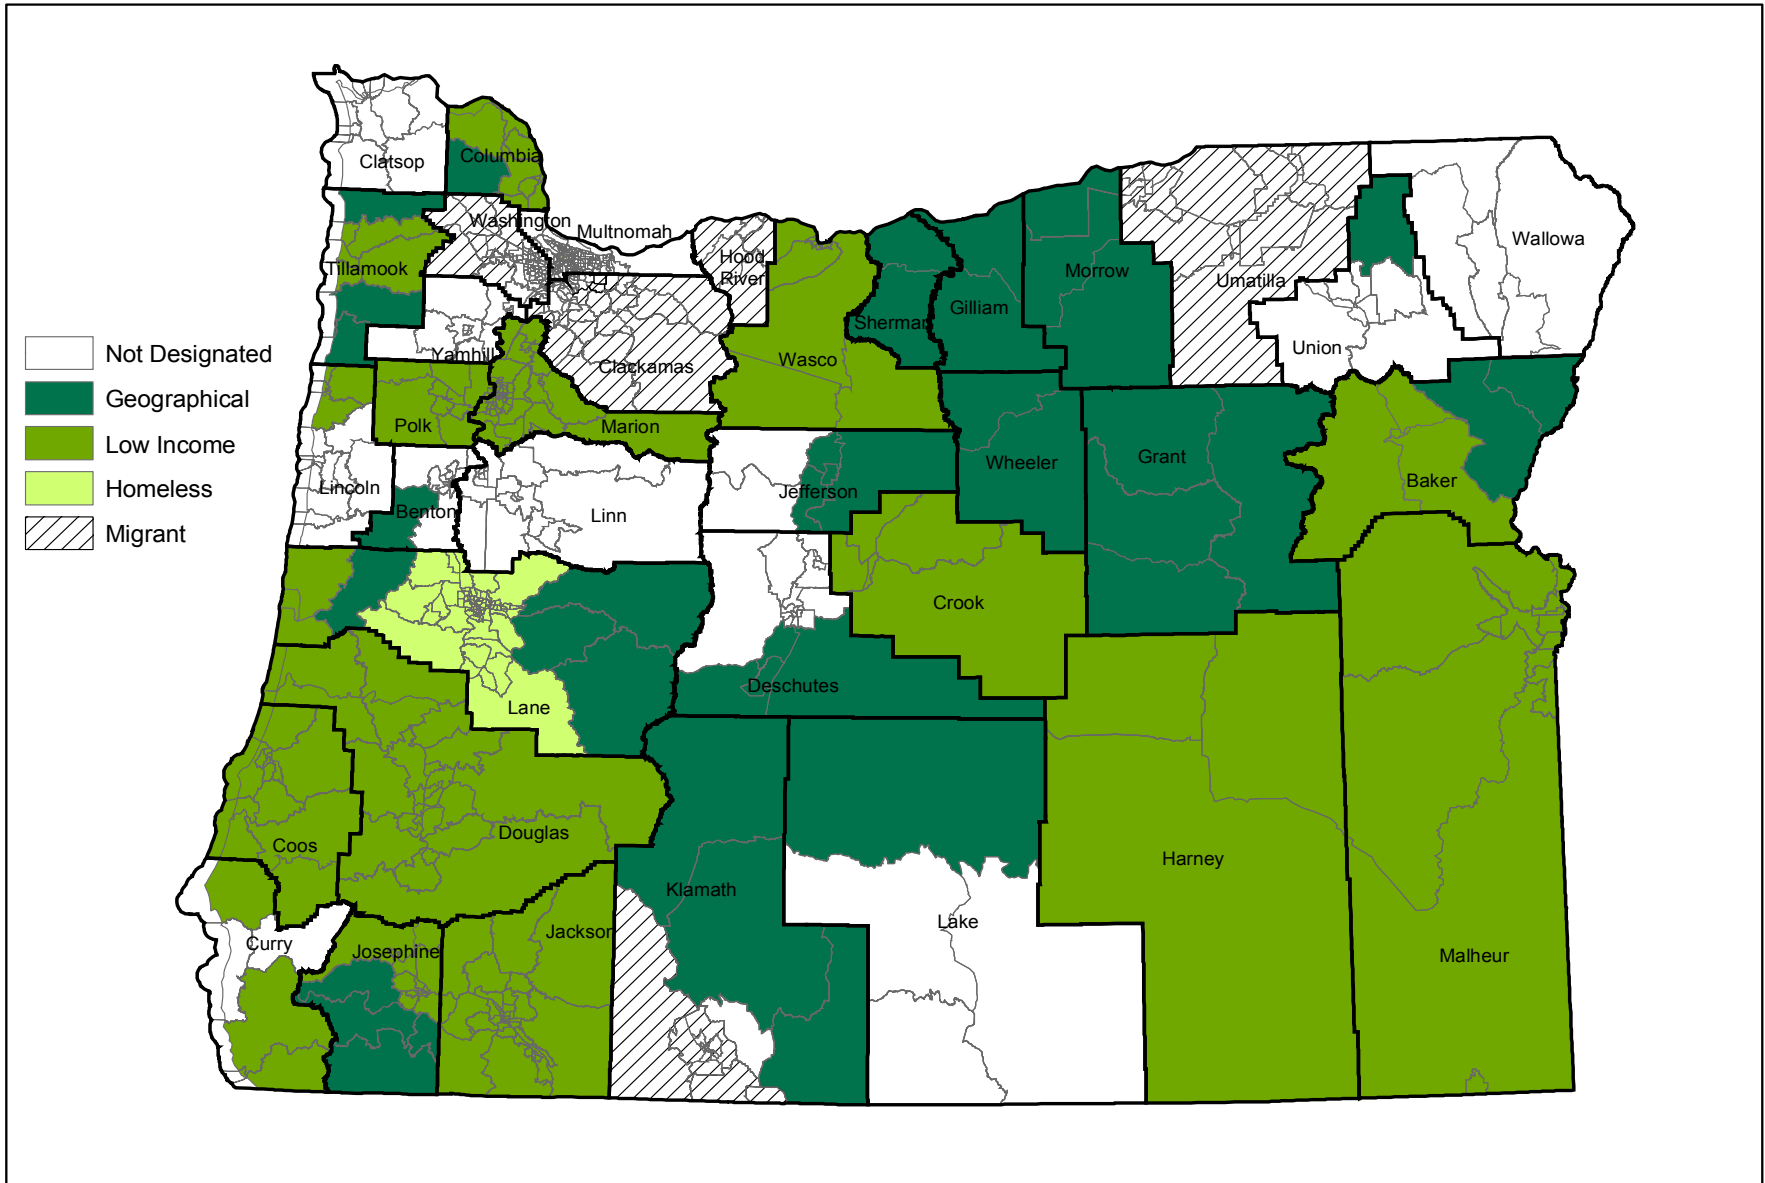 Clatsop
Columbia
Washington
Multnomah
Hood
River
Tillamook
Yamhill
Clackamas
Wasco
Sherman
Gilliam
Morrow
Umatilla
Union
Wallowa
Not Designated
Geographical
Low Income
Homeless
Migrant
Polk
Marion
Lincoln
Benton
Linn
Jefferson
Wheeler
Grant
Baker
Crook
Deschutes
Lane
Coos
Douglas
Klamath
Lake
Harney
Malheur
Curry
Josephine
Jackson